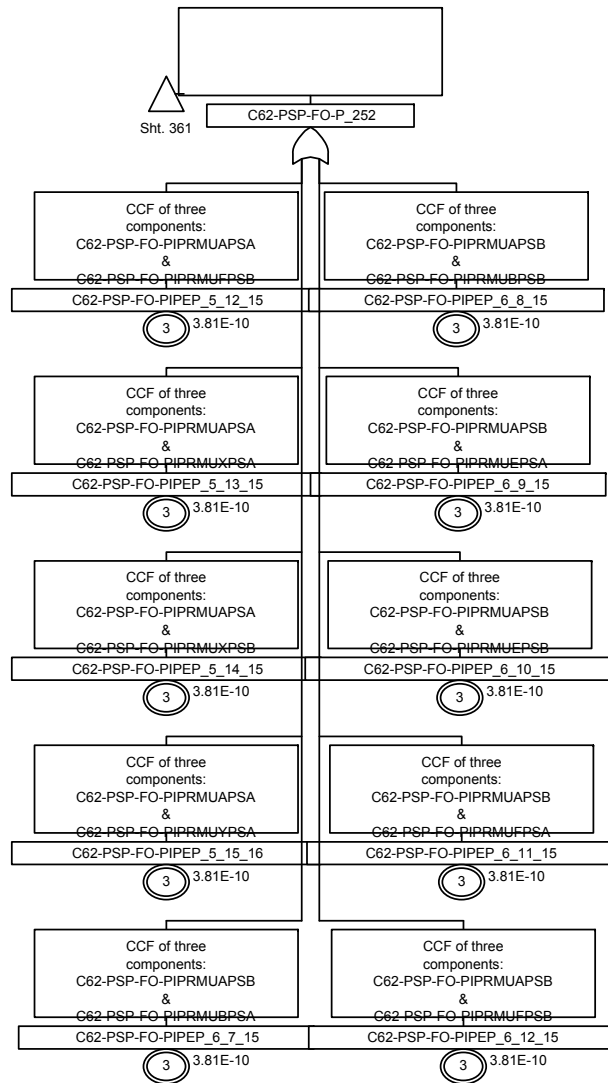 C62-PSP-FO-P_252
Sht. 361
CCF of three
components:
C62-PSP-FO-PIPRMUAPSA
&
C62-PSP-FO-PIPRMUFPSB
C62-PSP-FO-PIPEP_5_12_15
3
3.81E-10
CCF of three
components:
C62-PSP-FO-PIPRMUAPSB
&
C62-PSP-FO-PIPRMUBPSB
C62-PSP-FO-PIPEP_6_8_15
3
3.81E-10
CCF of three
components:
C62-PSP-FO-PIPRMUAPSA
&
C62-PSP-FO-PIPRMUXPSA
C62-PSP-FO-PIPEP_5_13_15
3
3.81E-10
CCF of three
components:
C62-PSP-FO-PIPRMUAPSB
&
C62-PSP-FO-PIPRMUEPSA
C62-PSP-FO-PIPEP_6_9_15
3
3.81E-10
CCF of three
components:
C62-PSP-FO-PIPRMUAPSA
&
C62-PSP-FO-PIPRMUXPSB
C62-PSP-FO-PIPEP_5_14_15
3
3.81E-10
CCF of three
components:
C62-PSP-FO-PIPRMUAPSB
&
C62-PSP-FO-PIPRMUEPSB
C62-PSP-FO-PIPEP_6_10_15
3
3.81E-10
CCF of three
components:
C62-PSP-FO-PIPRMUAPSA
&
C62-PSP-FO-PIPRMUYPSA
C62-PSP-FO-PIPEP_5_15_16
3
3.81E-10
CCF of three
components:
C62-PSP-FO-PIPRMUAPSB
&
C62-PSP-FO-PIPRMUFPSA
C62-PSP-FO-PIPEP_6_11_15
3
3.81E-10
CCF of three
components:
C62-PSP-FO-PIPRMUAPSB
&
C62-PSP-FO-PIPRMUBPSA
C62-PSP-FO-PIPEP_6_7_15
3
3.81E-10
CCF of three
components:
C62-PSP-FO-PIPRMUAPSB
&
C62-PSP-FO-PIPRMUFPSB
C62-PSP-FO-PIPEP_6_12_15
3
3.81E-10